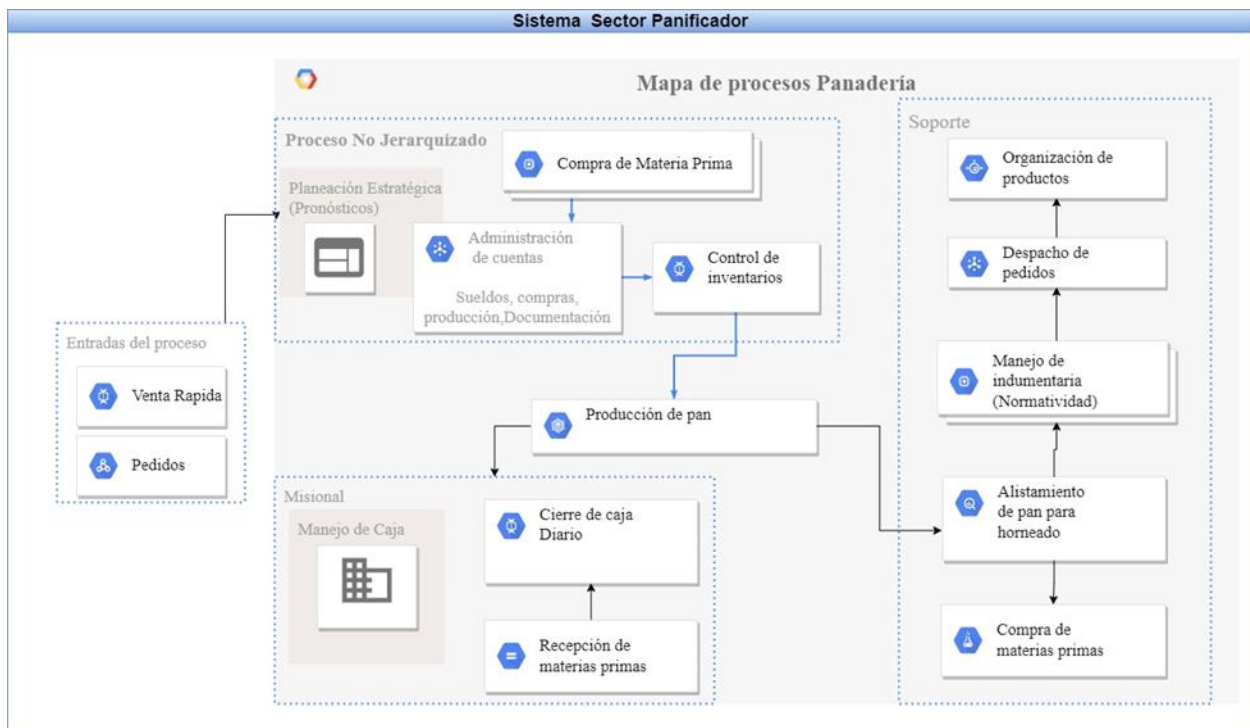 Sistema  Sector Panificador
Mapa de procesos Panadería
Proceso No Jerarquizado
Compra de Materia Prima
Planeación Estratégica
(Pronósticos)
Administración
de cuentas
Sueldos, compras,
producción,Documentación
Control de
inventarios
Entradas del proceso
Venta Rapida
Pedidos
Producción de pan
Misional
Manejo de Caja
Cierre de caja
Diario
Recepción de
materias primas
Soporte
Organización de
productos
Despacho de
pedidos
Manejo de
indumentaria
(Normatividad)
Alistamiento
de pan para
horneado
Compra de
materias primas